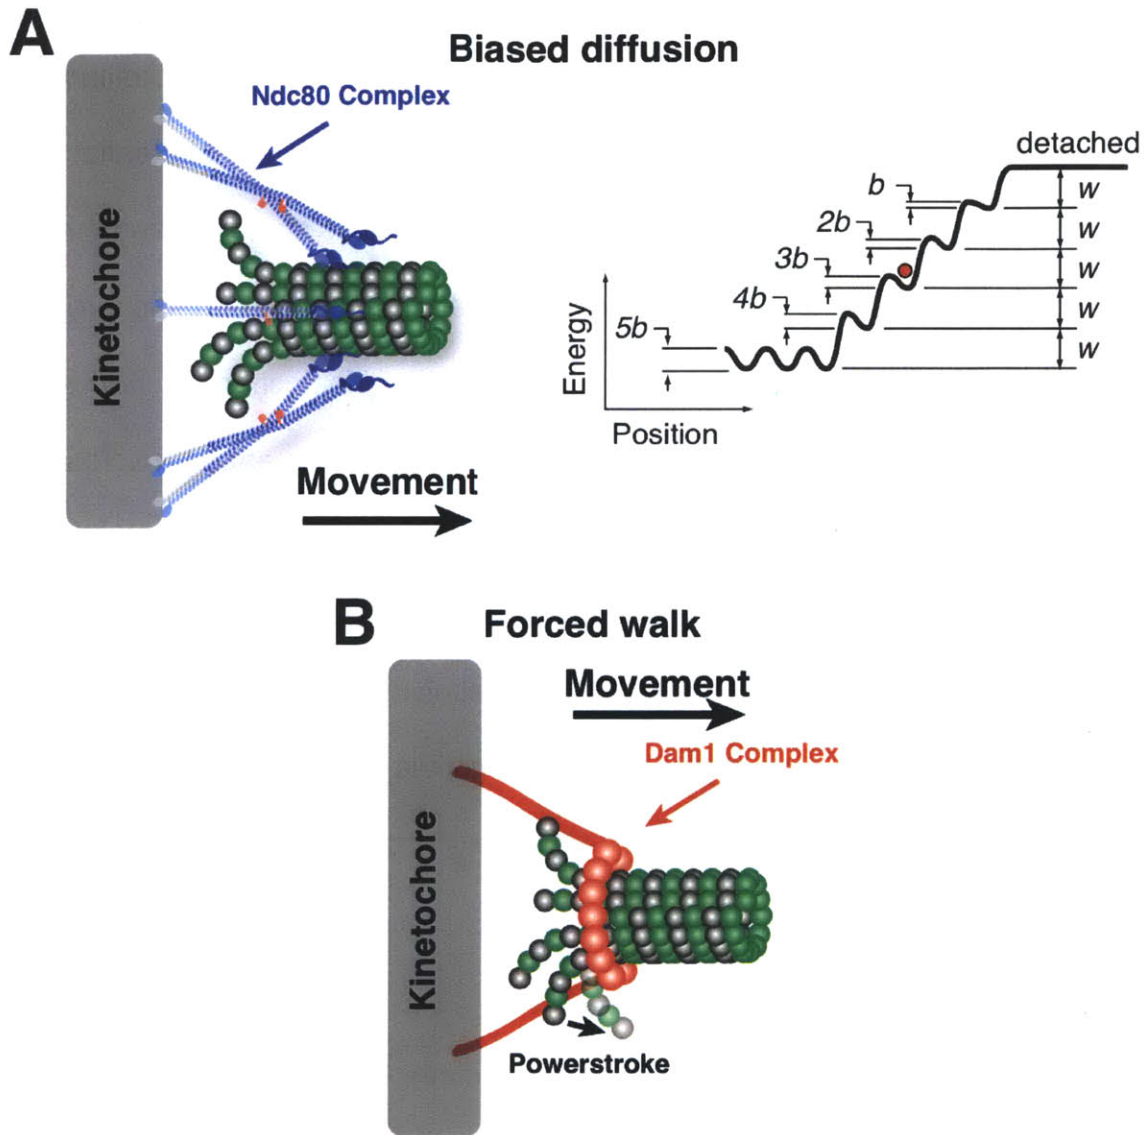 A
Biased diffusion
Ndc80 Complex
Kinetochore
Movement
detached
b
w
2b
w
3b
w
4b
w
5b
w
Energy
Position
B
Forced walk
Movement
Dam1 Complex
Kinetochore
Powerstroke